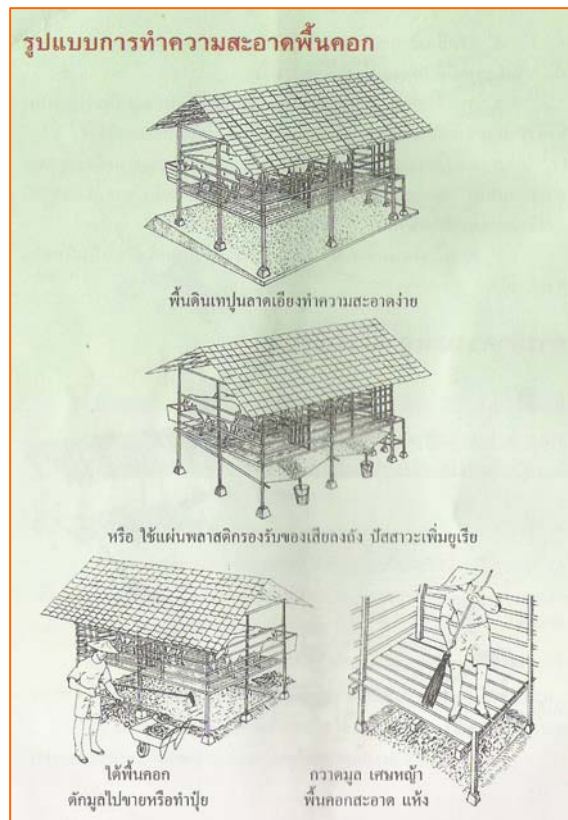 รูปแบบการทำความสะอาดพื้นคอก
พื้นดินเทปูนลาดเอียงทำความสะอาดง่าย
หรือ ใช้แผ่นพลาสติกรองรับของเสียลงถัง ปัสสาวะเพิ่มยูเรีย
ใต้พื้นคอก
ตักมูลไปขายหรือทำปุ๋ย
กวาดมูล เศษหญ้า
พื้นคอกสะอาด แห้ง